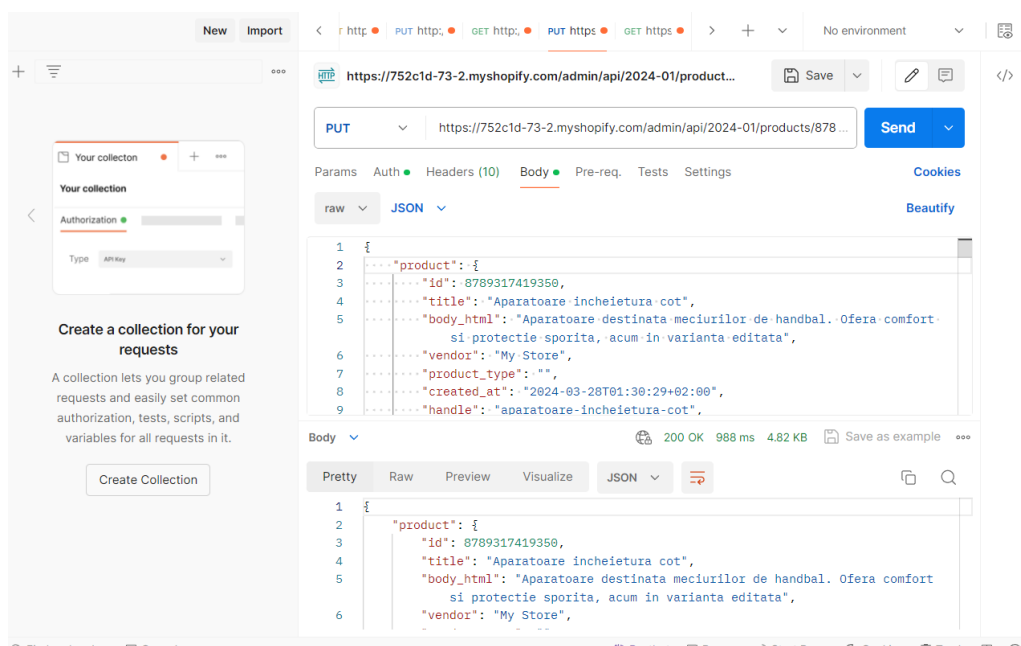 New Import
http PUT http:, GET http:, PUT https GET https No environment
HTTP https://752c1d-73-2.myshopify.com/admin/api/2024-01/product... Save
PUT https://752c1d-73-2.myshopify.com/admin/api/2024-01/products/878 ... Send
Params Auth Headers (10) Body Pre-req. Tests Settings Cookies
raw JSON Beautify
Your collecton
Your collection
Authorization
Type API Key
Create a collection for your
requests
A collection lets you group related
requests and easily set common
authorization, tests, scripts, and
variables for all requests in it.
Create Collection
1 {
2 "product": {
3 "id": 8789317419350,
4 "title": "Aparatoare incheietura cot",
5 "body_html": "Aparatoare destinata meciurilor de handbal. Ofera comfort
si protectie sporita, acum in varianta editata",
6 "vendor": "My Store",
7 "product_type": "",
8 "created_at": "2024-03-28T01:30:29+02:00",
9 "handle": "aparatoare-incheietura-cot",
Body 200 OK 988 ms 4.82 KB Save as example
Pretty Raw Preview Visualize JSON
1 {
2 "product": {
3 "id": 8789317419350,
4 "title": "Aparatoare incheietura cot",
5 "body_html": "Aparatoare destinata meciurilor de handbal. Ofera comfort
si protectie sporita, acum in varianta editata",
6 "vendor": "My Store",